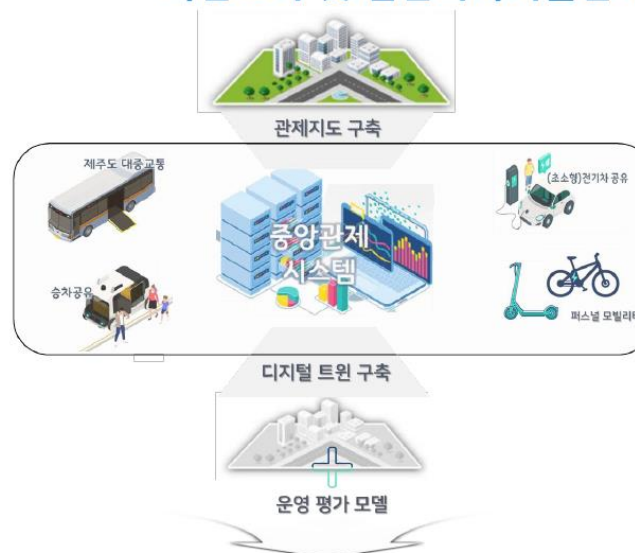 관제지도 구축
제주도 대중교통
(초소형)전기차 공유
중앙관제
시스템
승차공유
퍼스널 모빌리티
디지털 트윈 구축
운영 평가 모델